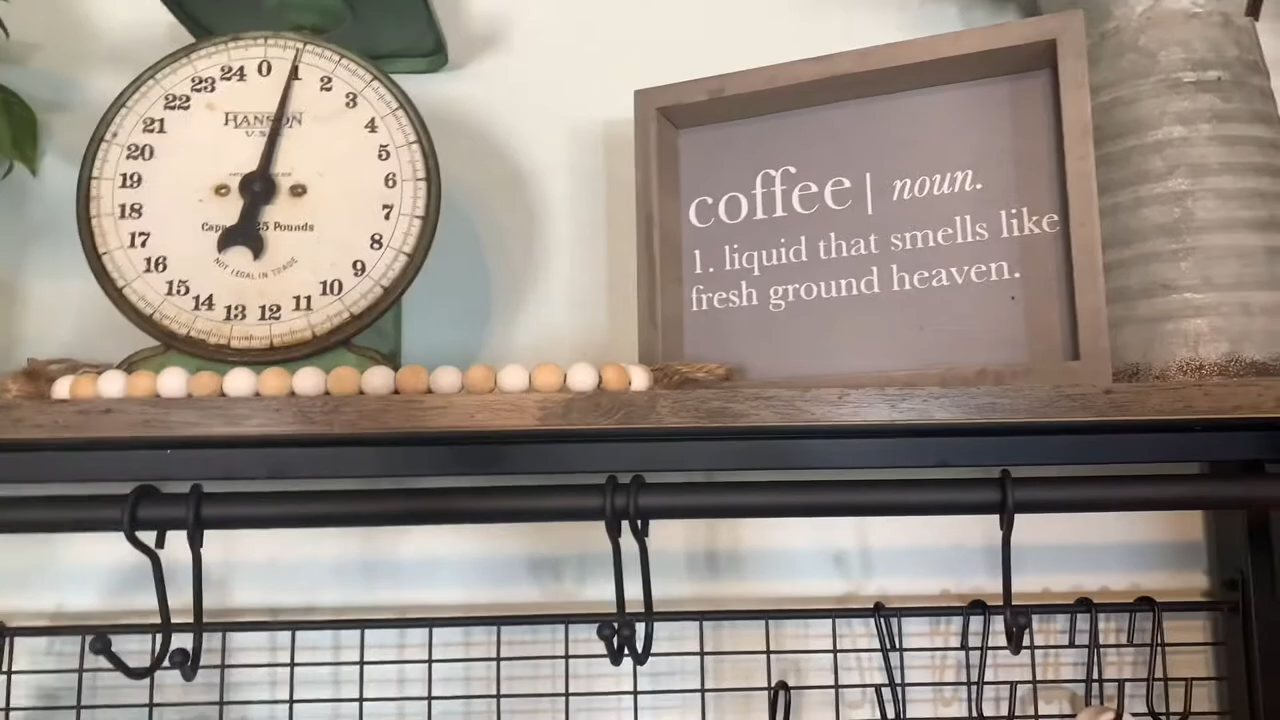 24 0 1 2
23 3
22 4
21 5
20 6
19 7
18 8
17 9
16 10
15 11
14 13 12
HANSON
U.S.
Pounds
NOT LEGAL IN TRADE
coffee | noun.
1. liquid that smells like
fresh ground heaven.